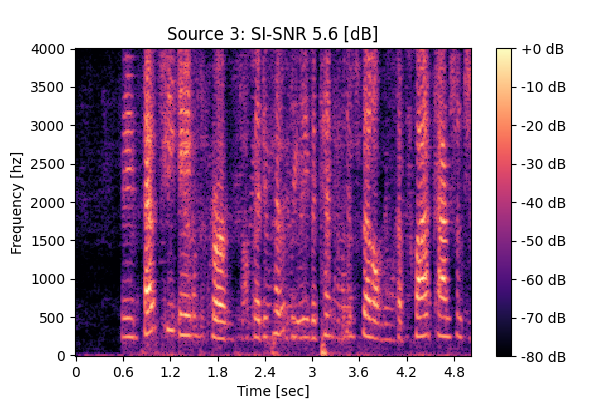 Source 3: SI-SNR 5.6 [dB]
4000
3500
3000
2500
2000
1500
1000
500
0
Frequency [hz]
0 0.6 1.2 1.8 2.4 3 3.6 4.2 4.8
Time [sec]
+0 dB
-10 dB
-20 dB
-30 dB
-40 dB
-50 dB
-60 dB
-70 dB
-80 dB